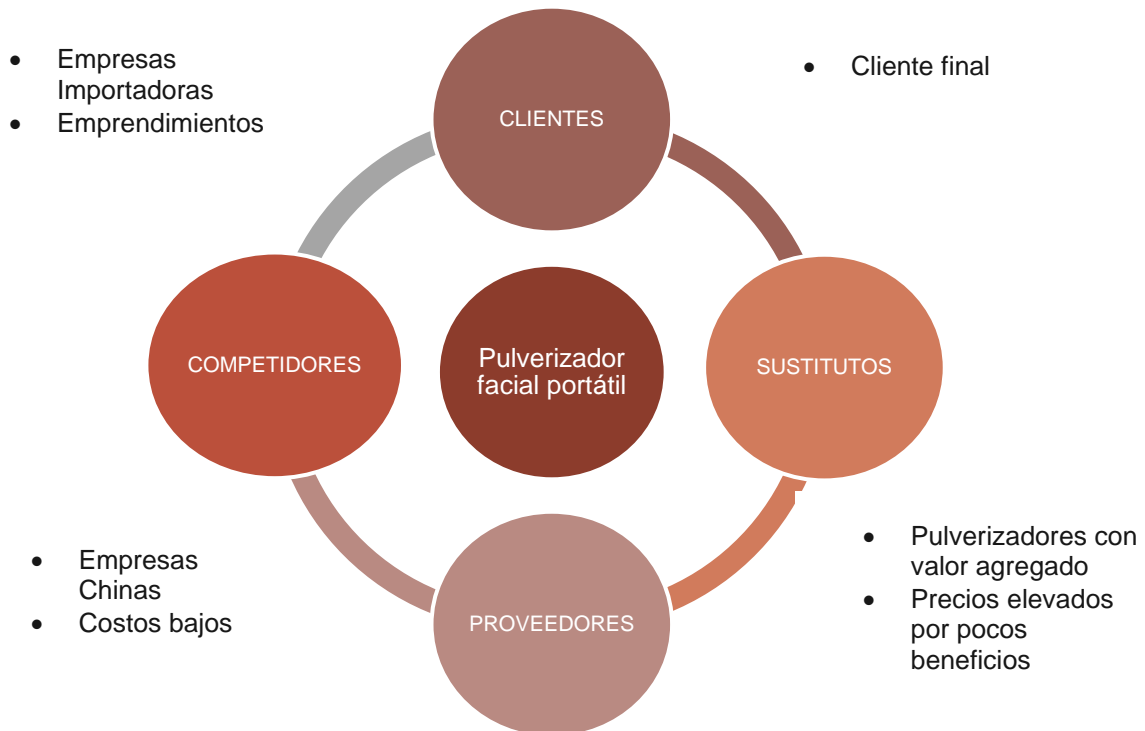 • Empresas
Importadoras
• Emprendimientos
CLIENTES
• Cliente final
COMPETIDORES
Pulverizador
facial portátil
SUSTITUTOS
• Empresas
Chinas
• Costos bajos
PROVEEDORES
• Pulverizadores con
valor agregado
• Precios elevados
por pocos
beneficios